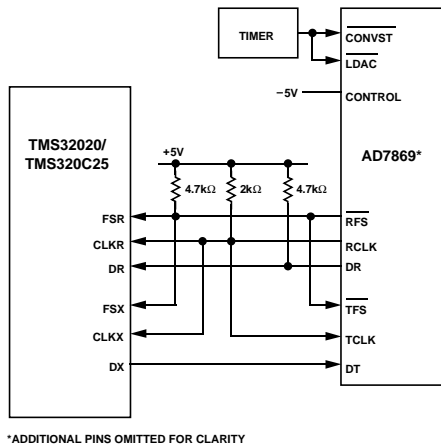 TIMER
CONVST
LDAC
−5V
CONTROL
TMS32020/
TMS320C25
+5V
AD7869*
4.7kΩ
2kΩ
4.7kΩ
FSR
RFS
CLKR
RCLK
DR
DR
FSX
TFS
CLKX
TCLK
DX
DT
*ADDITIONAL PINS OMITTED FOR CLARITY